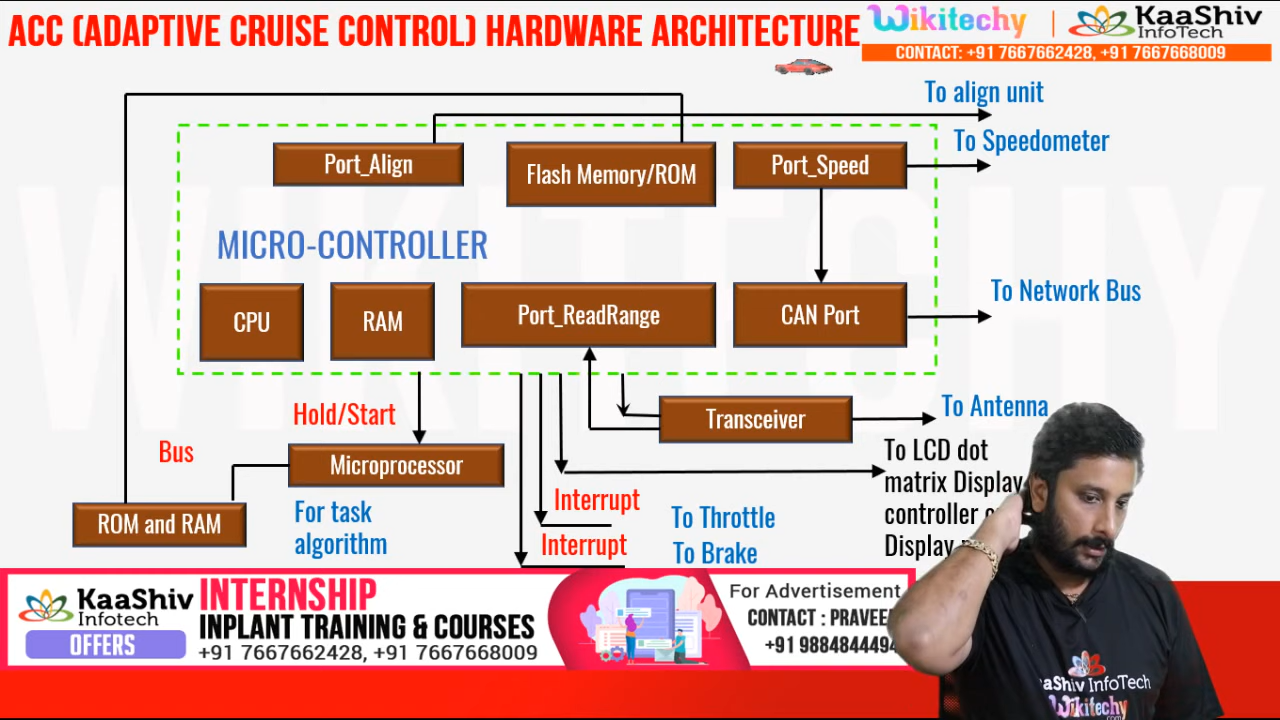 ACC (ADAPTIVE CRUISE CONTROL) HARDWARE ARCHITECTURE
Wikitechy
KaaShiv
InfoTech
CONTACT: +91 7667662428, +91 7667668009
To align unit
To Speedometer
Port_Align
Flash Memory/ROM
Port_Speed
MICRO-CONTROLLER
To Network Bus
CPU
RAM
Port_ReadRange
CAN Port
Hold/Start
Transceiver
To Antenna
Bus
Microprocessor
To LCD dot
matrix Display
controller
Display
Interrupt
ROM and RAM
For task
algorithm
To Throttle
Interrupt
To Brake
KaaShiv
Infotech
OFFERS
INTERNSHIP
INPLANT TRAINING & COURSES
+91 7667662428, +91 7667668009
For Advertisement
CONTACT : PRAVEE
+91 988484449
aShiv InfoTech
Wikitechy
.com
WIKITECHY